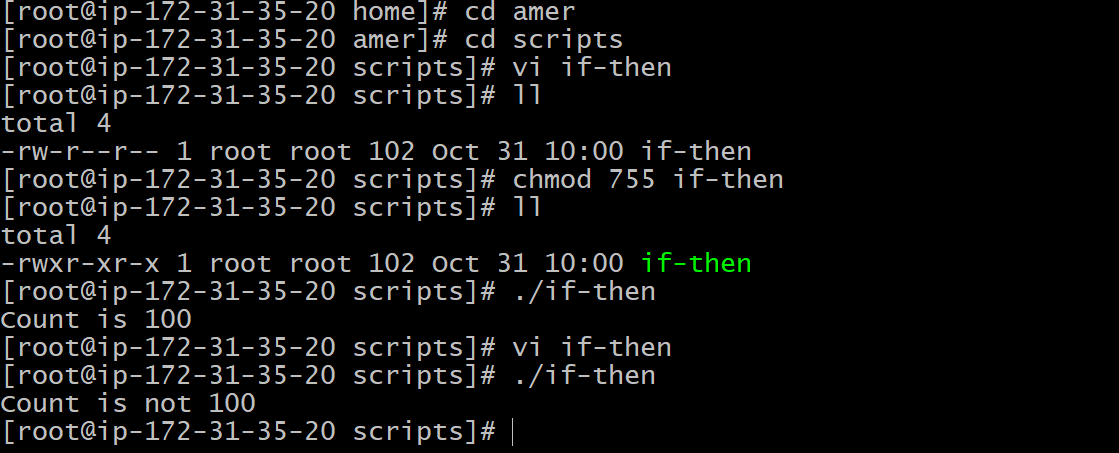 [root@ip-172-31-35-20 home]# cd amer
[root@ip-172-31-35-20 amer]# cd scripts
[root@ip-172-31-35-20 scripts]# vi if-then
[root@ip-172-31-35-20 scripts]# ll
total 4
-rw-r--r-- 1 root root 102 Oct 31 10:00 if-then
[root@ip-172-31-35-20 scripts]# chmod 755 if-then
[root@ip-172-31-35-20 scripts]# ll
total 4
-rwxr-xr-x 1 root root 102 Oct 31 10:00 if-then
[root@ip-172-31-35-20 scripts]# ./if-then
Count is 100
[root@ip-172-31-35-20 scripts]# vi if-then
[root@ip-172-31-35-20 scripts]# ./if-then
Count is not 100
[root@ip-172-31-35-20 scripts]#